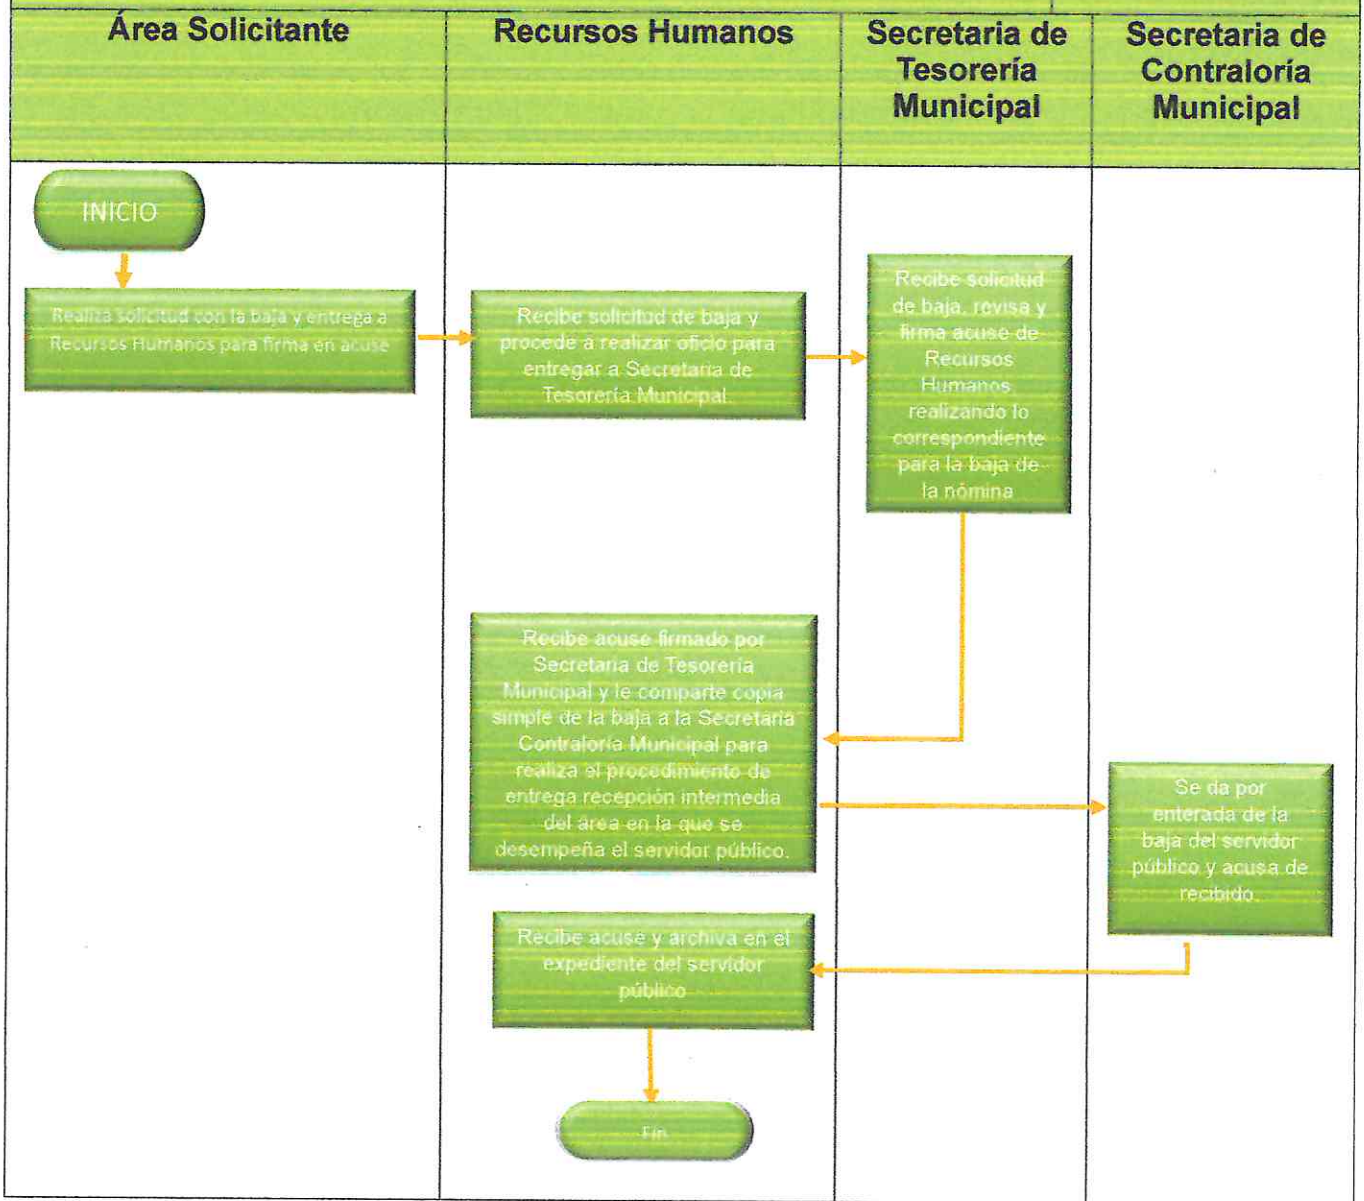 Área Solicitante
Recursos Humanos
Secretaria de
Tesorería
Municipal
Secretaria de
Contraloría
Municipal
INICIO
Realiza solicitud con la baja y entrega a
Recursos Humanos para firma en acuse
Recibe solicitud de baja y
procede a realizar oficio para
entregar a Secretaria de
Tesorería Municipal.
Recibe solicitud
de baja, revisa y
firma acuse de
Recursos
Humanos
realizando lo
correspondiente
para la baja de
la nómina
Recibe acuse firmado por
Secretaria de Tesorería
Municipal y le comparte copia
simple de la baja a la Secretaria
Contraloría Municipal para
realiza el procedimiento de
entrega recepción intermedia
del área en la que se
desempeña el servidor público.
Se da por
enterada de la
baja del servidor
público y acusa de
recibido.
Recibe acuse y archiva en el
expediente del servidor
público
Fin